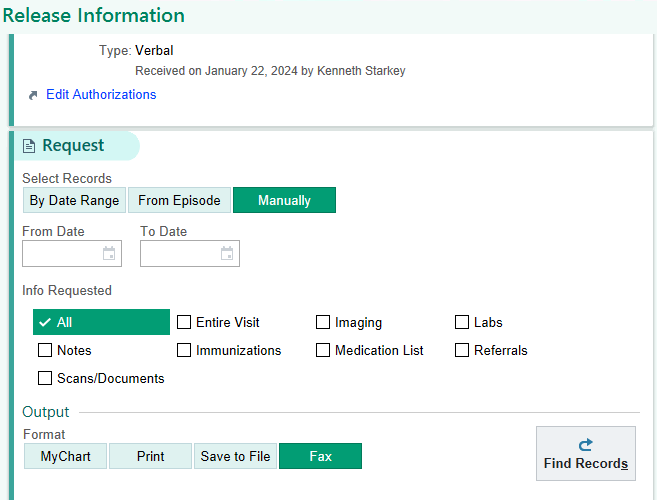 Release Information
Type: Verbal
Received on January 22, 2024 by Kenneth Starkey
Edit Authorizations
Request
Select Records
By Date Range From Episode Manually
From Date To Date
Info Requested
All Entire Visit Imaging Labs
Notes Immunizations Medication List Referrals
Scans/Documents
Output
Format
MyChart Print Save to File Fax
Find Records